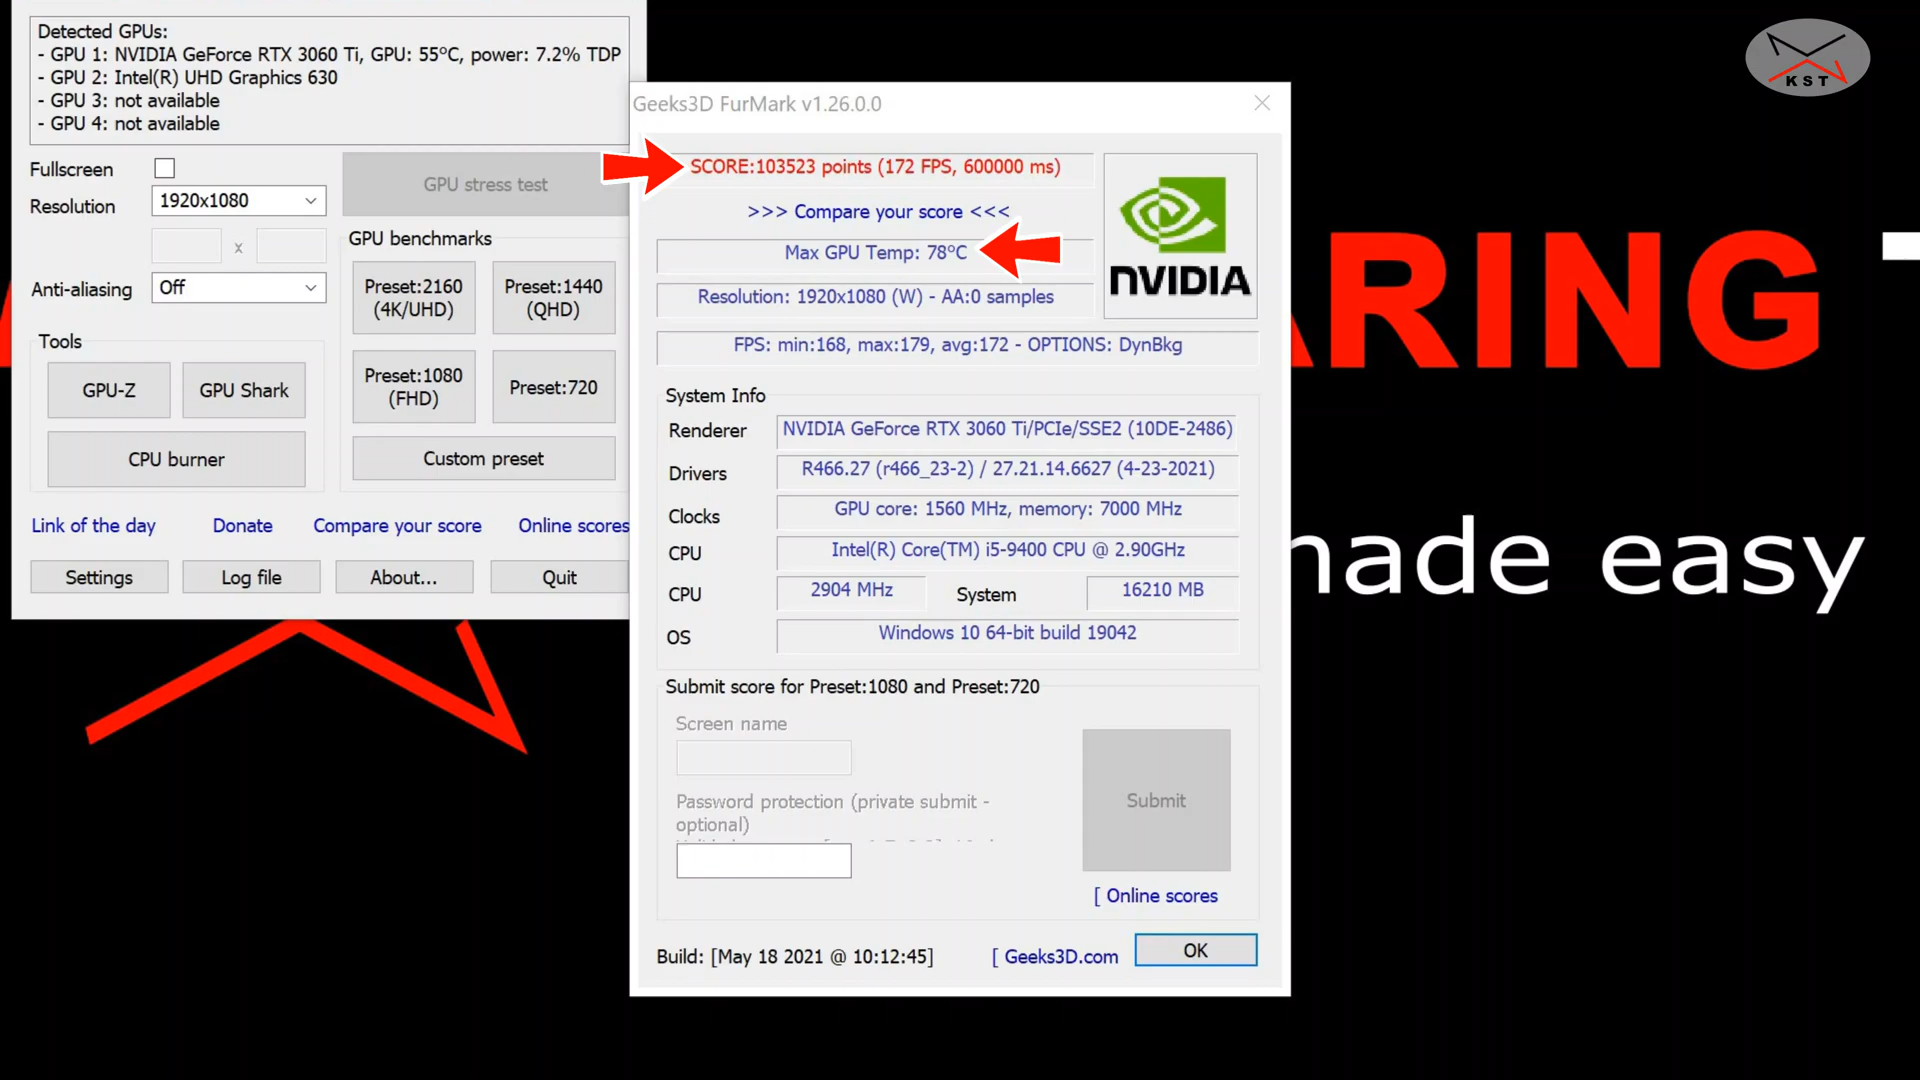 Detected GPUs:
- GPU 1: NVIDIA GeForce RTX 3060 Ti, GPU: 55°C, power: 7.2% TDP
- GPU 2: Intel(R) UHD Graphics 630
- GPU 3: not available
- GPU 4: not available
Fullscreen
GPU stress test
Resolution
1920x1080
x
Anti-aliasing
Off
GPU benchmarks
Preset:2160
(4K/UHD)
Preset:1440
(QHD)
Preset:1080
(FHD)
Preset:720
Custom preset
Tools
GPU-Z
GPU Shark
CPU burner
Link of the day
Donate
Compare your score
Online scores
Settings
Log file
About...
Quit
Geeks3D FurMark v1.26.0.0
SCORE:103523 points (172 FPS, 600000 ms)
>>> Compare your score <<<
Max GPU Temp: 78°C
Resolution: 1920x1080 (W) - AA:0 samples
NVIDIA
FPS: min:168, max:179, avg:172 - OPTIONS: DynBkg
System Info
Renderer
NVIDIA GeForce RTX 3060 Ti/PCIe/SSE2 (10DE-2486)
Drivers
R466.27 (r466_23-2) / 27.21.14.6627 (4-23-2021)
Clocks
GPU core: 1560 MHz, memory: 7000 MHz
CPU
Intel(R) Core(TM) i5-9400 CPU @ 2.90GHz
CPU
2904 MHz
System
16210 MB
OS
Windows 10 64-bit build 19042
Submit score for Preset:1080 and Preset:720
Screen name
Password protection (private submit -
optional)
Submit
[ Online scores
Build: [May 18 2021 @ 10:12:45]
[ Geeks3D.com
OK
KST
ARING T
made easy